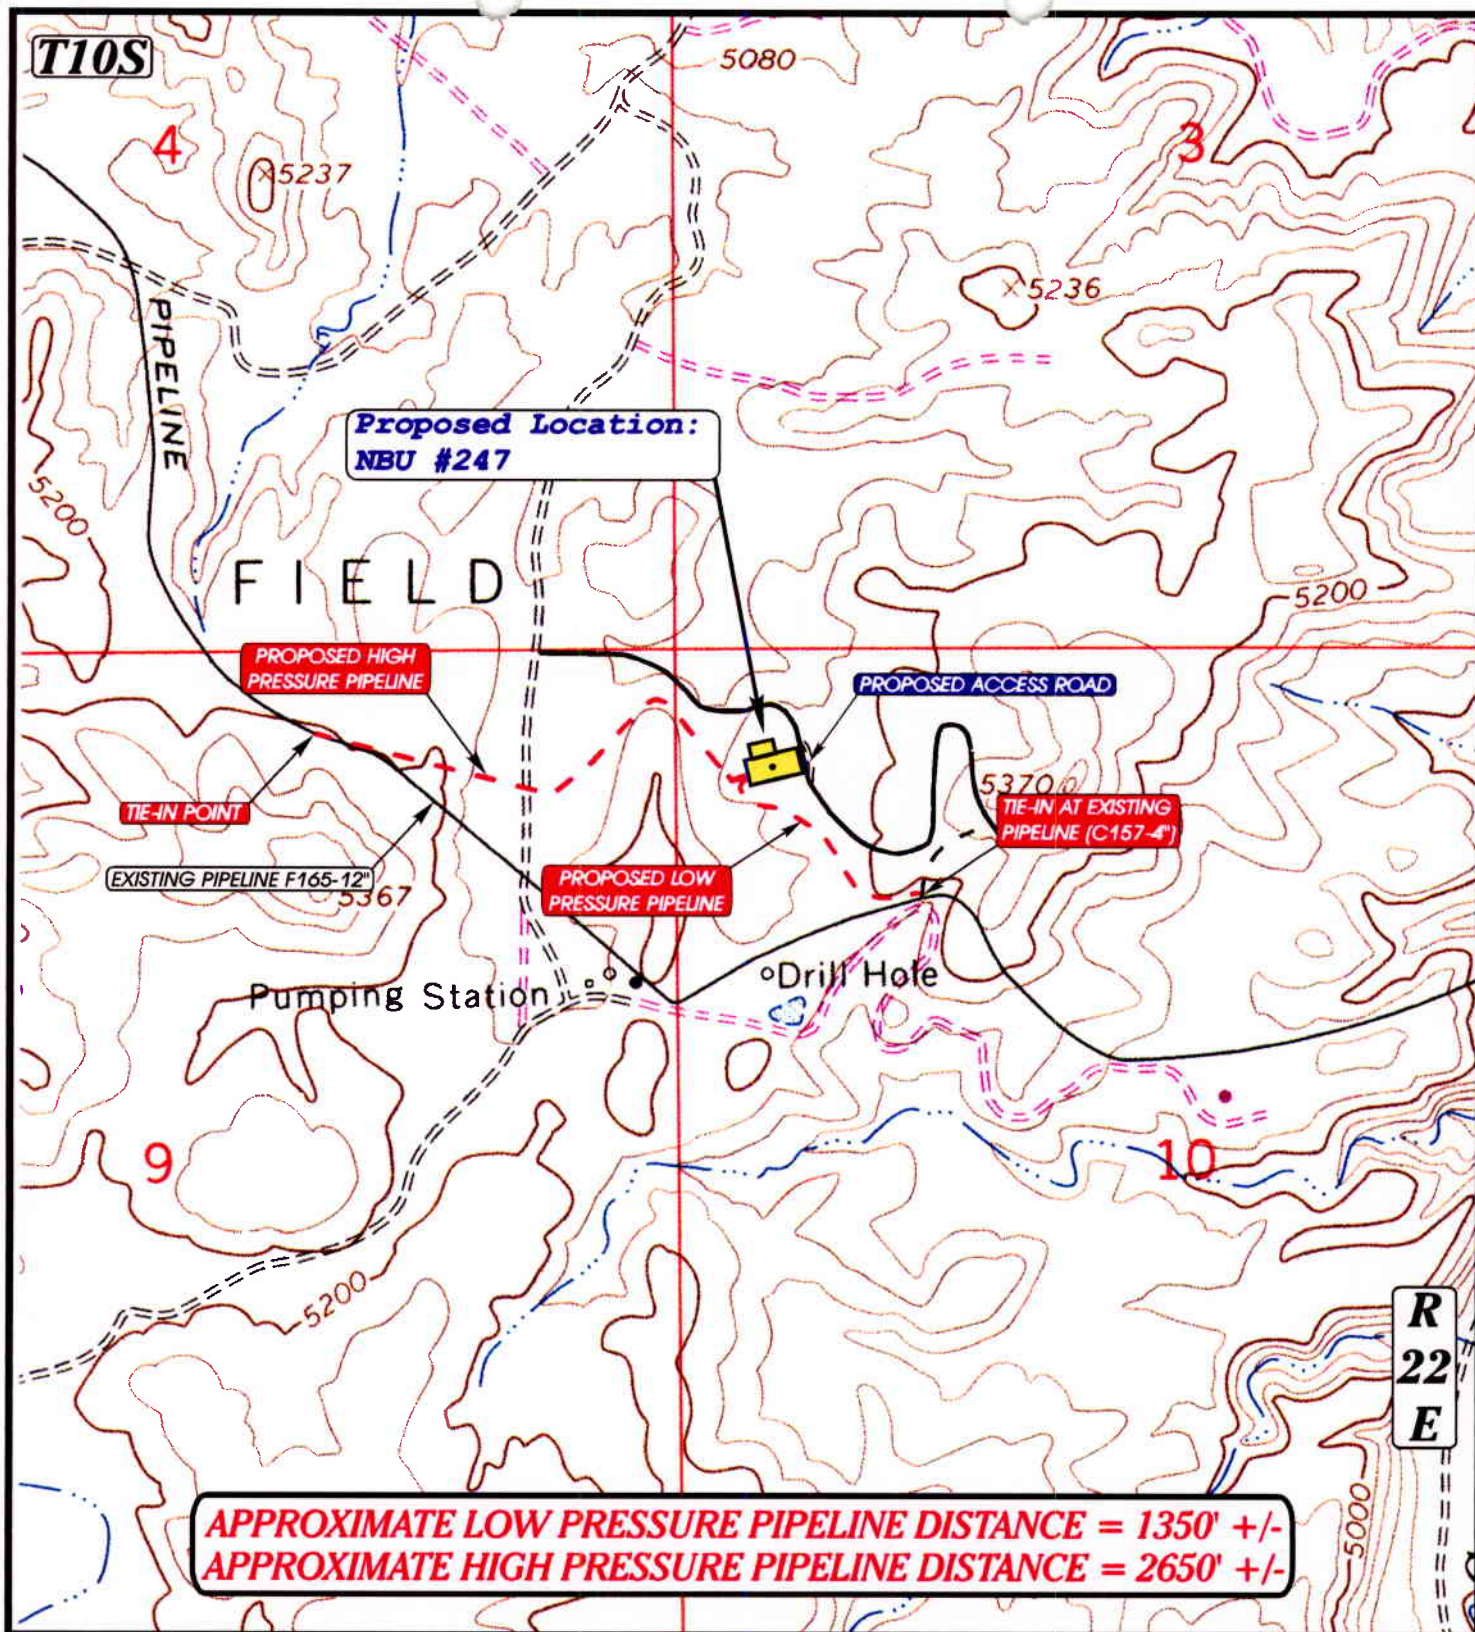 T10S
5080
4
3
5237
5236
PIPELINE
Proposed Location:
NBU #247
5200
FIELD
5200
PROPOSED HIGH
PRESSURE PIPELINE
PROPOSED ACCESS ROAD
5370
TIE-IN POINT
TIE-IN AT EXISTING
PIPELINE (C157-4")
EXISTING PIPELINE F165-12"
5367
PROPOSED LOW
PRESSURE PIPELINE
Drill Hole
Pumping Station
9
10
5200
R
22
E
5000
APPROXIMATE LOW PRESSURE PIPELINE DISTANCE = 1350' +/-
APPROXIMATE HIGH PRESSURE PIPELINE DISTANCE = 2650' +/-